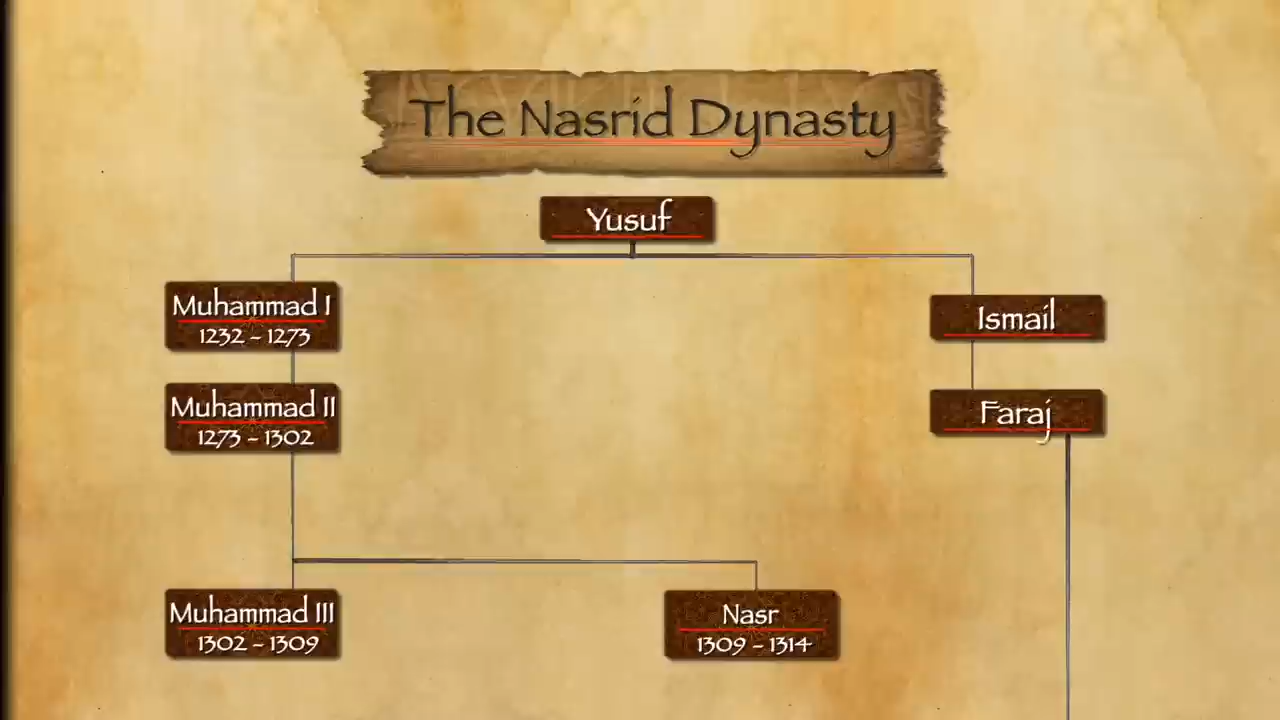 The Nasrid Dynasty
Yusuf
Muhammad I
1232 - 1273
Ismail
Muhammad II
1273 - 1302
Faraj
Muhammad III
1302 - 1309
Nasr
1309 - 1314